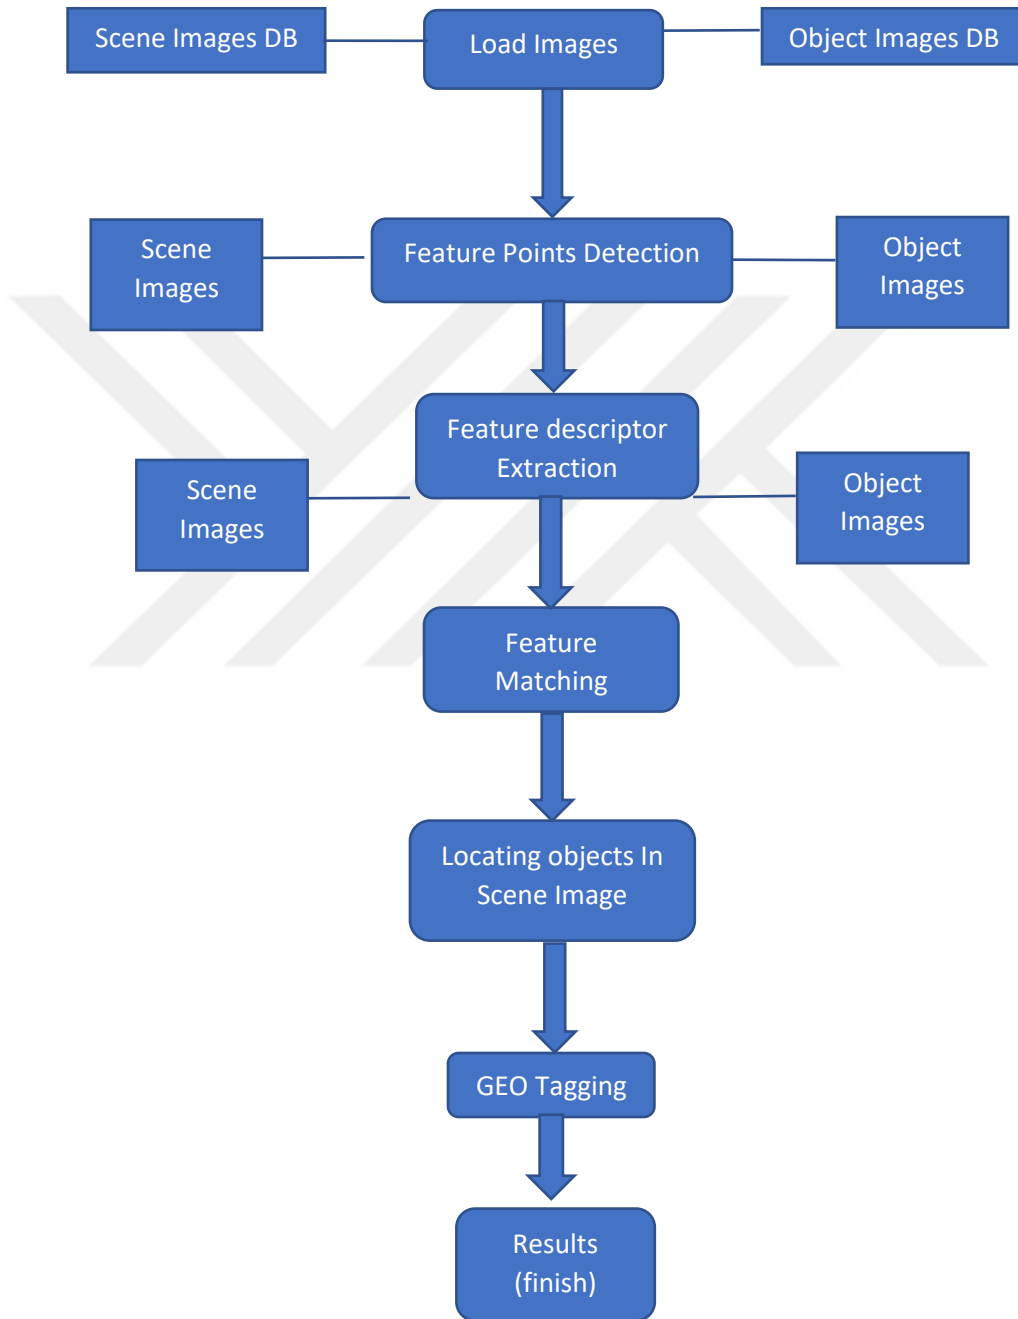 Scene Images DB
Load Images
Object Images DB
Scene
Images
Feature Points Detection
Object
Images
Feature descriptor
Extraction
Scene
Images
Object
Images
Feature
Matching
Locating objects In
Scene Image
GEO Tagging
Results
(finish)